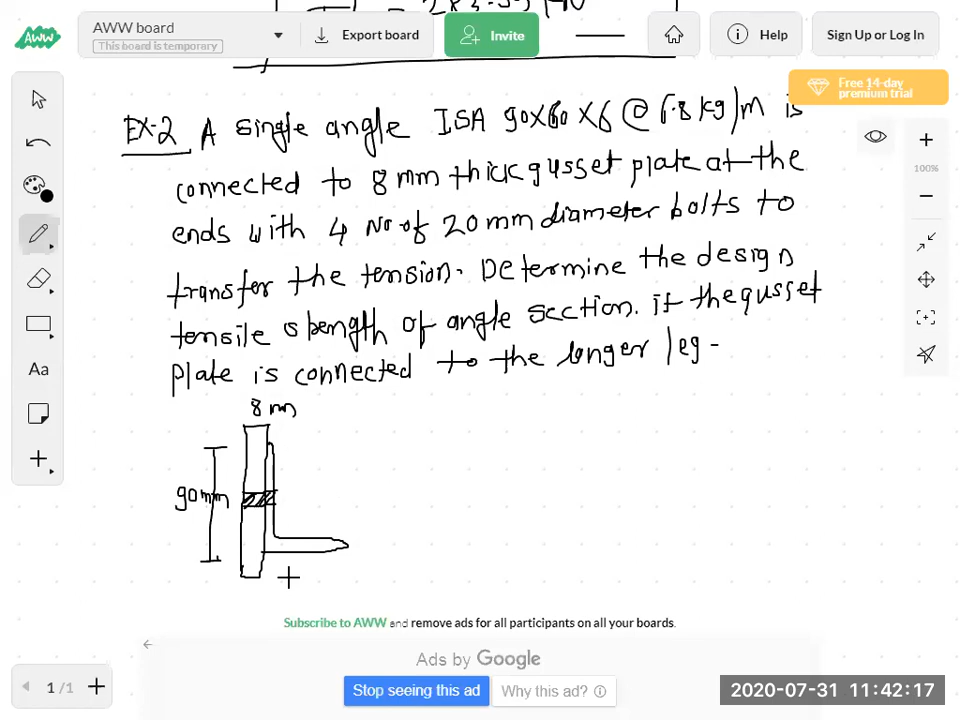 AWW
AWW board
This board is temporary
Export board
Invite
Help
Sign Up or Log In
Free 14-day
premium trial
100%
EX-2 A single angle ISA 90X60X6 @ 6.8 kg/m is
connected to 8 mm thick gusset plate at the
ends with 4 No of 20 mm diameter bolts to
transfer the tension. Determine the design
tensile strength of angle section. if the gusset
plate is connected to the longer leg -
8 mm
90mm
Aa
Subscribe to AWW and remove ads for all participants on all your boards.
1/1
Ads by Google
Stop seeing this ad
Why this ad?
2020-07-31 11:42:17